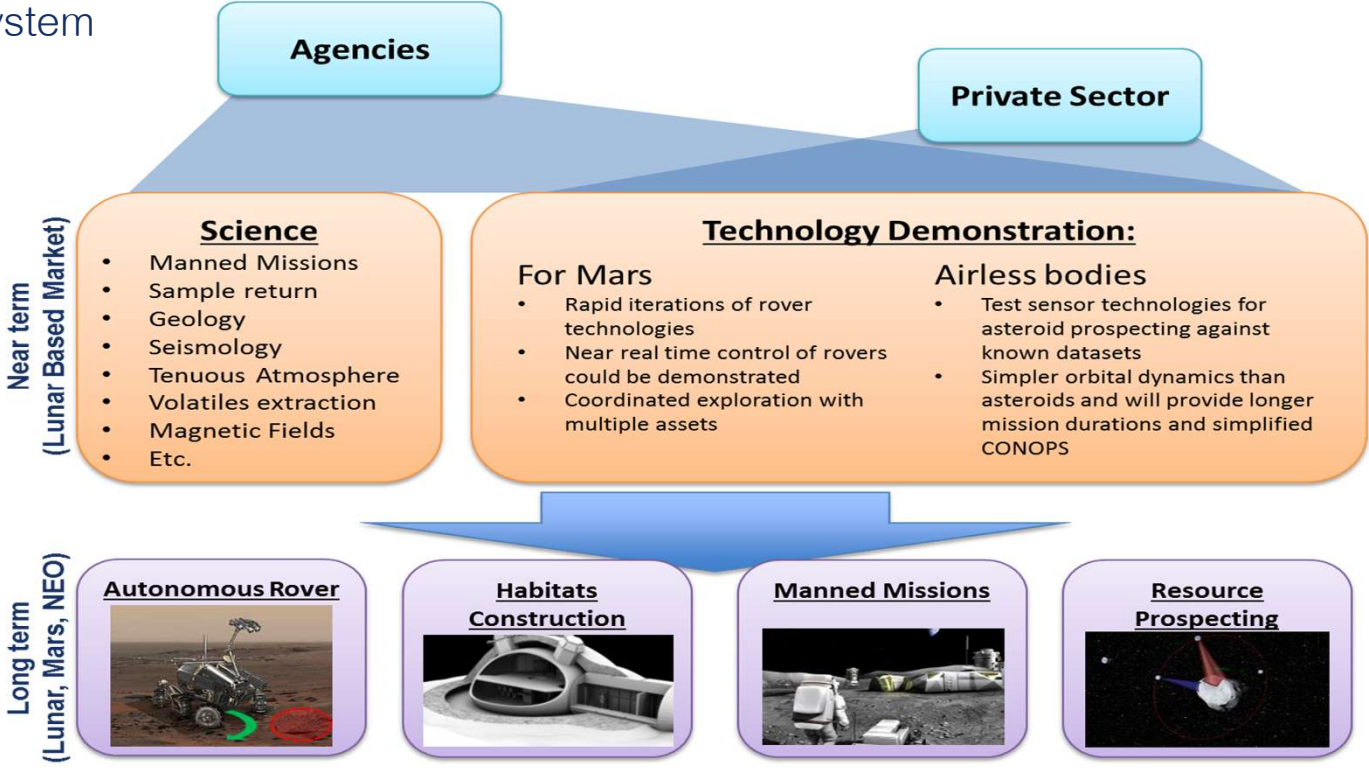 ystem
Agencies
Private Sector
Near term
(Lunar Based Market)
Science
• Manned Missions
• Sample return
• Geology
• Seismology
• Tenuous Atmosphere
• Volatiles extraction
• Magnetic Fields
• Etc.
Technology Demonstration:
For Mars
• Rapid iterations of rover
technologies
• Near real time control of rovers
could be demonstrated
• Coordinated exploration with
multiple assets
Airless bodies
• Test sensor technologies for
asteroid prospecting against
known datasets
• Simpler orbital dynamics than
asteroids and will provide longer
mission durations and simplified
CONOPS
Long term
(Lunar, Mars, NEO)
Autonomous Rover
Habitats
Construction
Manned Missions
Resource
Prospecting